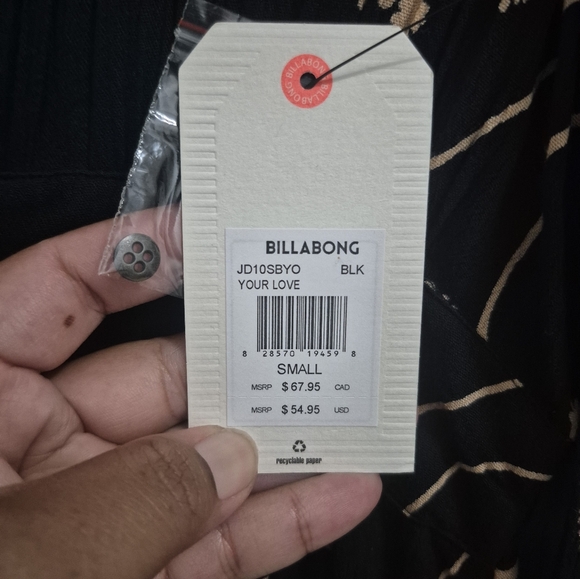 BILLABONG BILLABONG
BILLABONG
JD10SBYO BLK
YOUR LOVE
8 28570 19459 8
SMALL
MSRP $67.95 CAD
MSRP $54.95 USD
recyclable paper